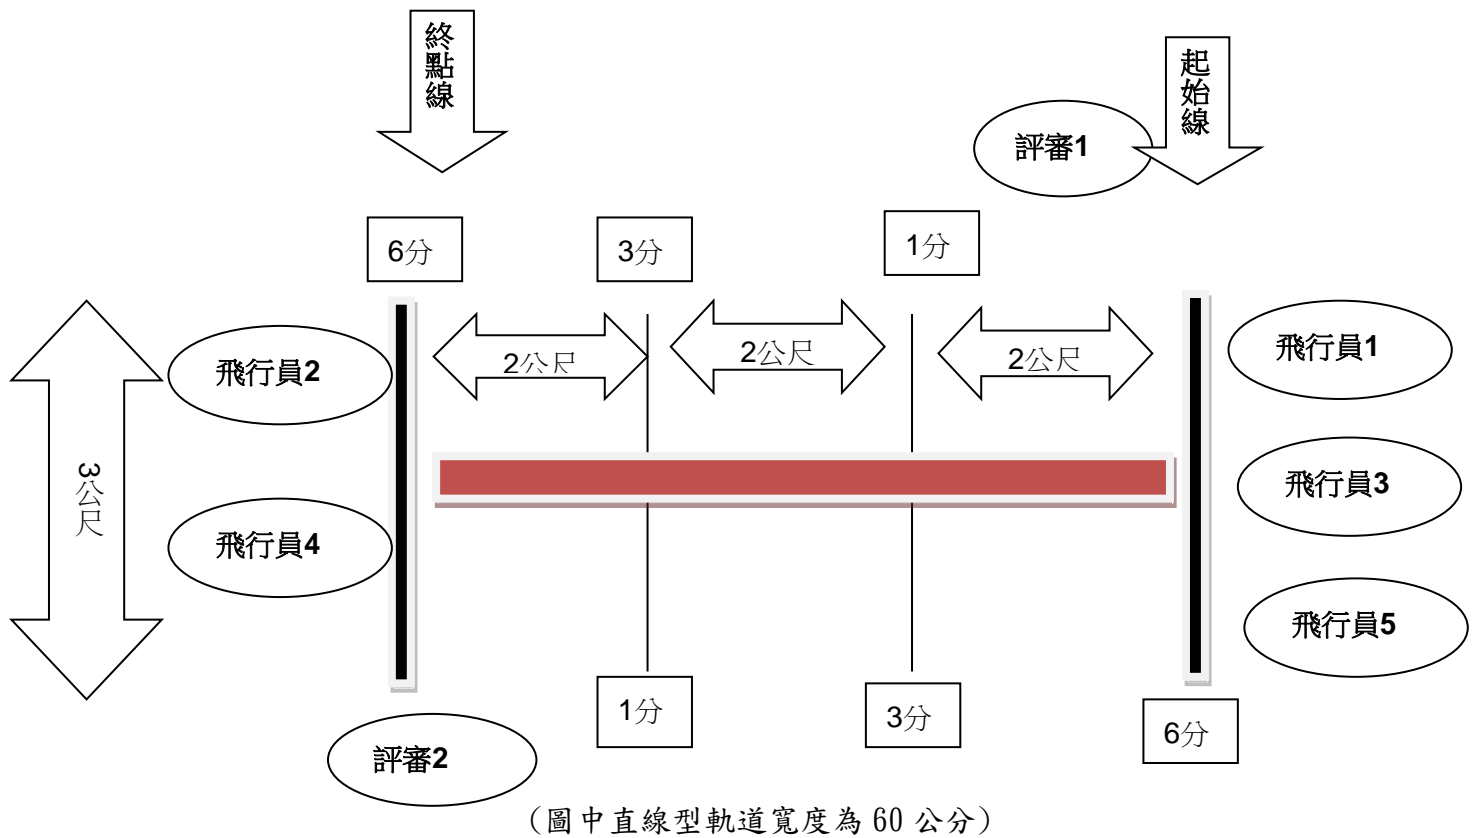 終點線
起始線
評審1
6分
3分
1分
飛行員2
2公尺
2公尺
2公尺
飛行員1
3公尺
飛行員3
飛行員4
飛行員5
1分
3分
6分
評審2
(圖中直線型軌道寬度為 60 公分)